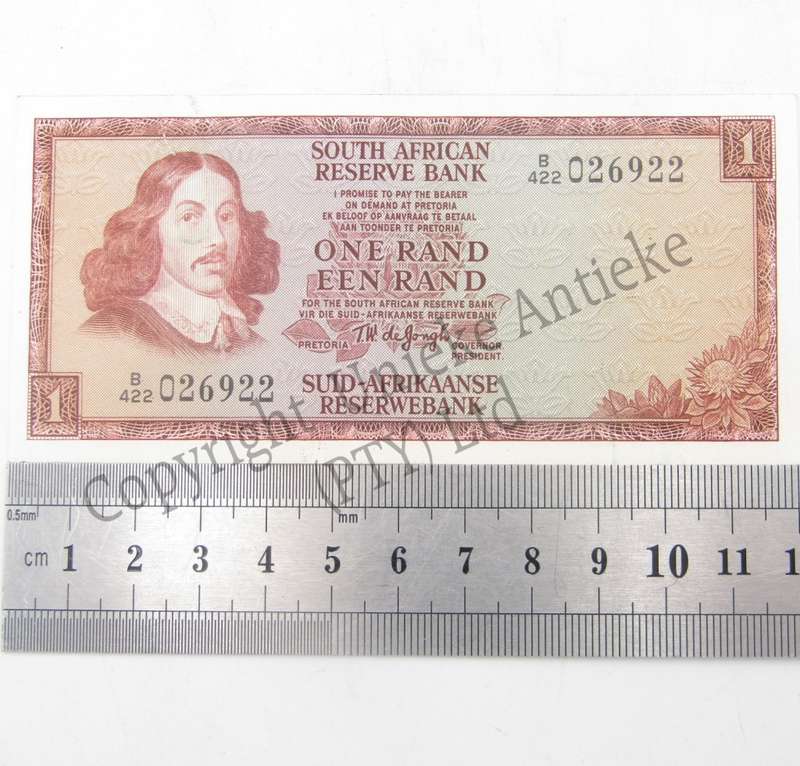 SOUTH AFRICAN
RESERVE BANK
B
422 026922
1
I PROMISE TO PAY THE BEARER
ON DEMAND AT PRETORIA
EK BELOOF OP AANVRAAG TE BETAAL
AAN TOONDER TE PRETORIA
ONE RAND
EEN RAND
FOR THE SOUTH AFRICAN RESERVE BANK
VIR DIE SUID-AFRIKAANSE RESERWEBANK
PRETORIA T.W. de Jongh GOVERNOR
PRESIDENT.
B
422 026922
SUID-AFRIKAANSE
RESERWEBANK
1
Copyright Unieke Antieke
(PTY) Ltd
0.5mm mm
cm 1 2 3 4 5 6 7 8 9 10 11 1